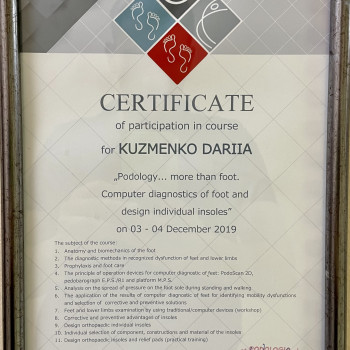 CERTIFICATE
of participation in course
for KUZMENKO DARIIA
„Podology... more than foot.
Computer diagnostics of foot and
design individual insoles”
on 03 - 04 December 2019
The subject of the course:
1. Anatomy and biomechanics of the foot
2. The diagnostic methods in recognized dysfunction of feet and lower limbs
3. Prophylaxis and foot care
4. The principle of operation devices for computer diagnostic of feet: PodoScan 2D,
pedobarograph E.P.S /R1 and platform M.P.S.
5. Analysis on the spread of pressure on the foot sole during standing and walking
6. The application of the results of computer diagnostic of feet for identifying mobility dysfunctions
and selection of corrective and preventive solutions
7. Feet and lower limbs examination by using traditional/computer devices (workshop)
8. Corrective and preventive advantages of insoles
9. Design orthopaedic individual insoles
10. Individual selection of component, constructions and material of the insoles
11. Design orthopaedic insoles and relief pads (practical training)